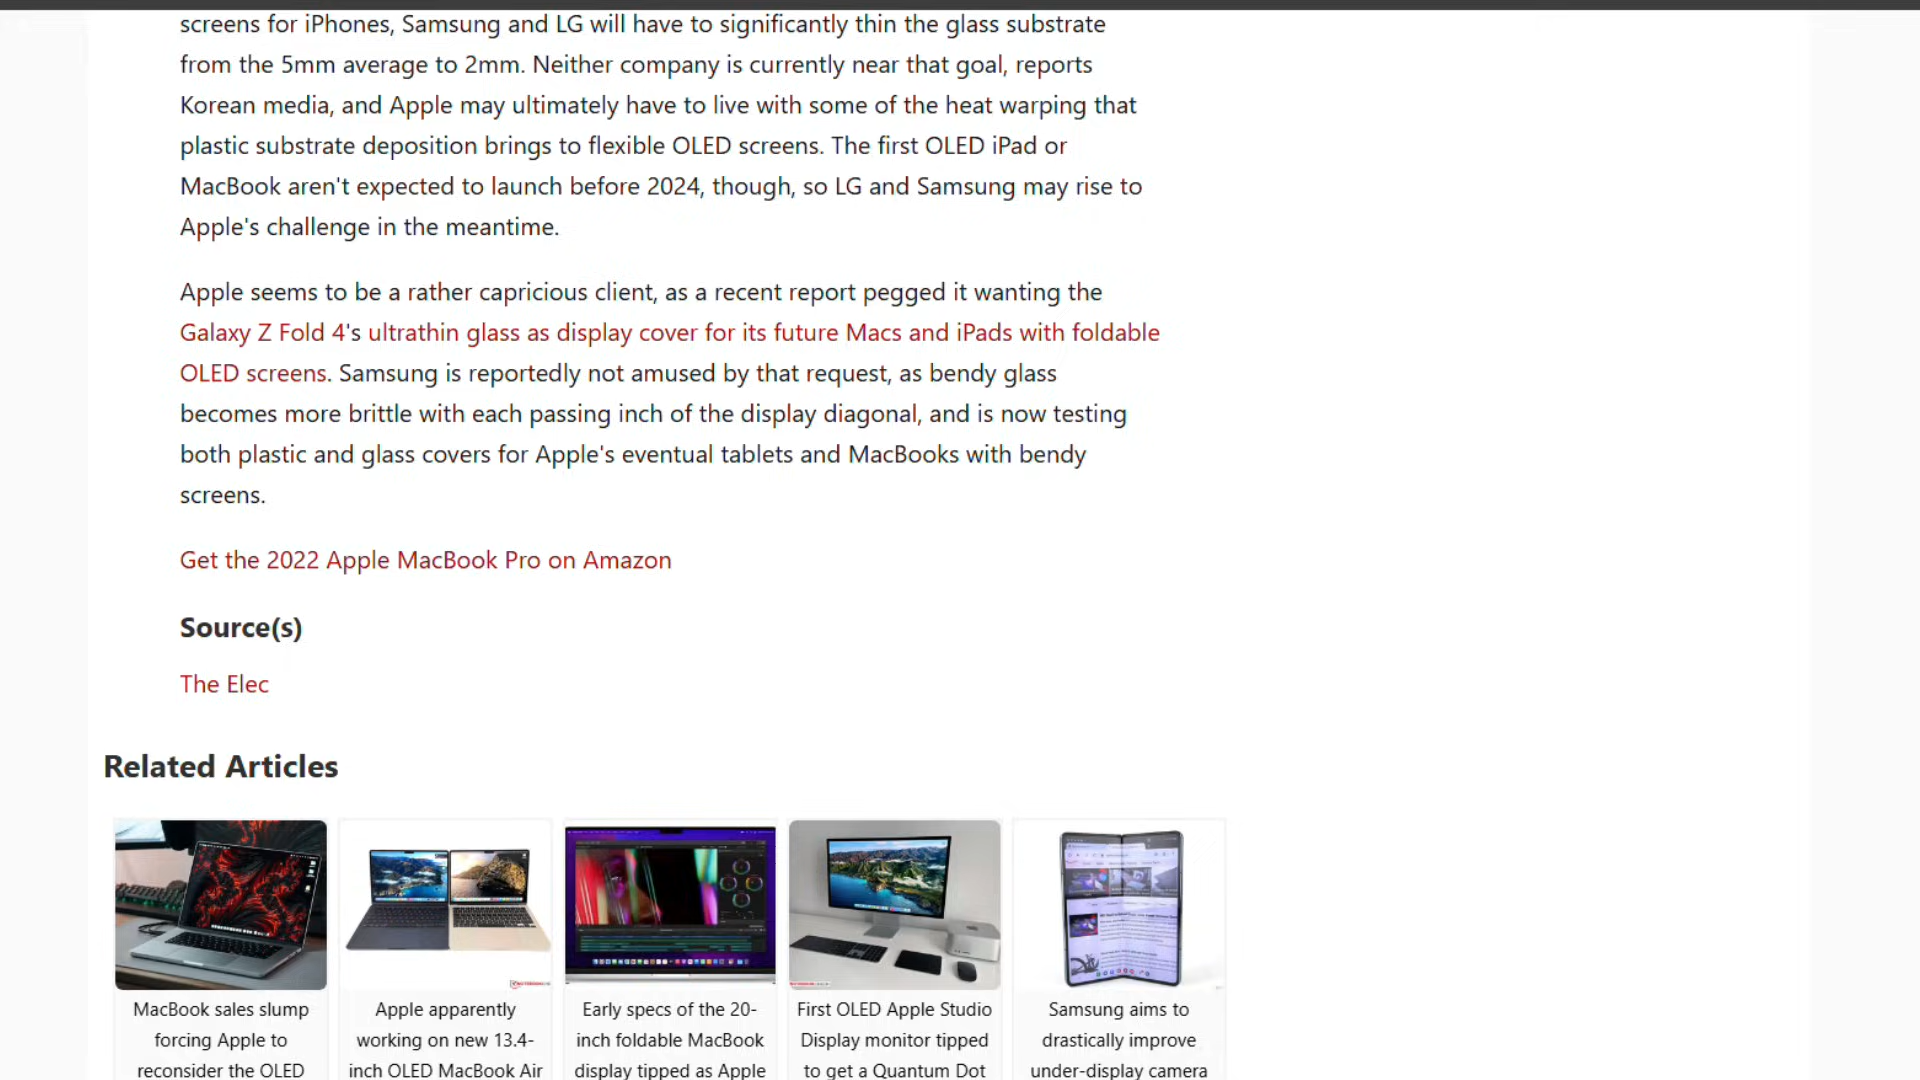 screens for iPhones, Samsung and LG will have to significantly thin the glass substrate
from the 5mm average to 2mm. Neither company is currently near that goal, reports
Korean media, and Apple may ultimately have to live with some of the heat warping that
plastic substrate deposition brings to flexible OLED screens. The first OLED iPad or
MacBook aren't expected to launch before 2024, though, so LG and Samsung may rise to
Apple's challenge in the meantime.
Apple seems to be a rather capricious client, as a recent report pegged it wanting the
Galaxy Z Fold 4's ultrathin glass as display cover for its future Macs and iPads with foldable
OLED screens. Samsung is reportedly not amused by that request, as bendy glass
becomes more brittle with each passing inch of the display diagonal, and is now testing
both plastic and glass covers for Apple's eventual tablets and MacBooks with bendy
screens.
Get the 2022 Apple MacBook Pro on Amazon
Source(s)
The Elec
Related Articles
MacBook sales slump
forcing Apple to
reconsider the OLED
Apple apparently
working on new 13.4-
inch OLED MacBook Air
Early specs of the 20-
inch foldable MacBook
display tipped as Apple
First OLED Apple Studio
Display monitor tipped
to get a Quantum Dot
Samsung aims to
drastically improve
under-display camera